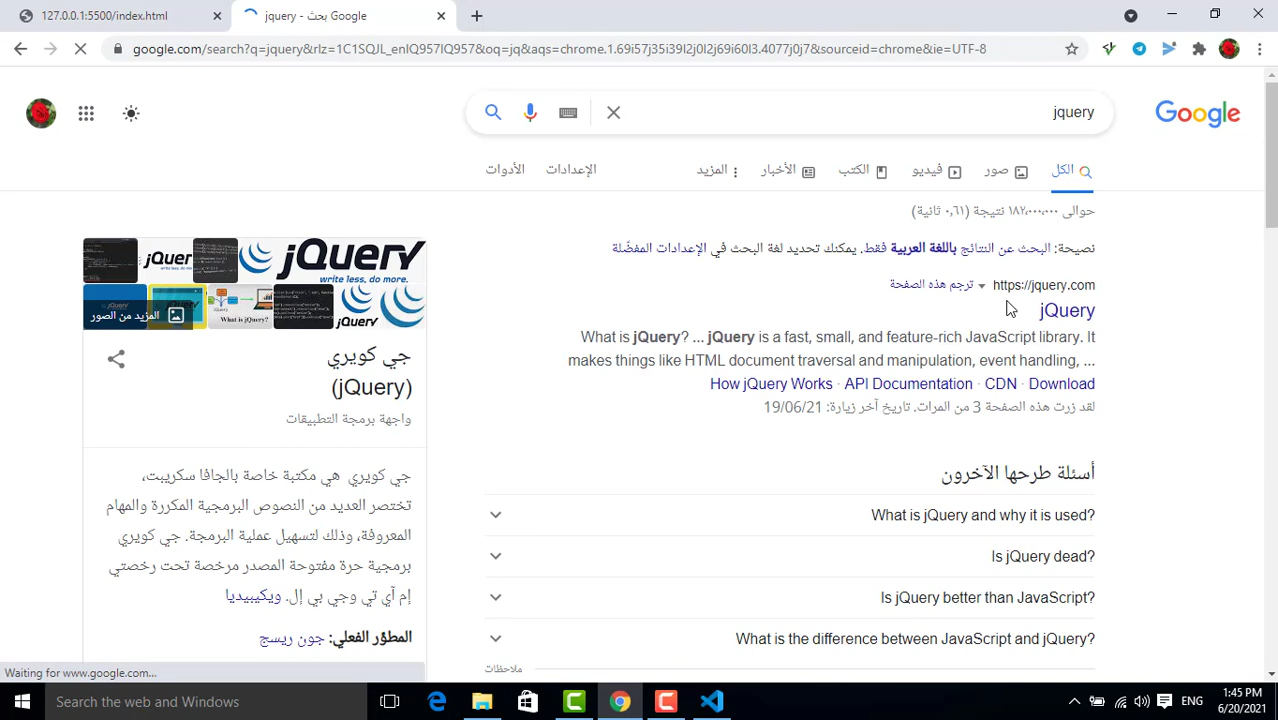 127.0.0.1:5500/index.html
jquery - بحث Google
google.com/search?q=jquery&rlz=1C1SQJL_enIQ957IQ957&oq=jq&aqs=chrome.1.69i57j35i39l2j0l2j69i60l3.4077j0j7&sourceid=chrome&ie=UTF-8
jquery
Google
الكل
صور
فيديو
الكتب
الأخبار
المزيد
الإعدادات
الأدوات
حوالى ١٨٢،٠٠٠،٠٠٠ نتيجة (٠,٦١ ثانية)
نصيحة: البحث عن النتائج باللغة العربية فقط. يمكنك تحديد لغة البحث في الإعدادات المفضّلة
https://jquery.com
ترجم هذه الصفحة
jQuery
What is jQuery? ... jQuery is a fast, small, and feature-rich JavaScript library. It
makes things like HTML document traversal and manipulation, event handling, ...
How jQuery Works · API Documentation · CDN · Download
لقد زرت هذه الصفحة 3 من المرات. تاريخ آخر زيارة: 19/06/21
أسئلة طرحها الآخرون
What is jQuery and why it is used?
Is jQuery dead?
Is jQuery better than JavaScript?
What is the difference between JavaScript and jQuery?
ملاحظات
jQuery
write less, do more.
jQuery
What is jQuery?
jQuery
المزيد من الصور
جي كويري
(jQuery)
واجهة برمجة التطبيقات
جي كويري هي مكتبة خاصة بالجافا سكريبت،
تختصر العديد من النصوص البرمجية المكررة والمهام
المعروفة، وذلك لتسهيل عملية البرمجة. جي كويري
برمجية حرة مفتوحة المصدر مرخصة تحت رخصتي
إم آي تي وجي بي إل. ويكيبيديا
المطوّر الفعلي: جون ريسج
Waiting for www.google.com...
Search the web and Windows
ENG
1:45 PM
6/20/2021